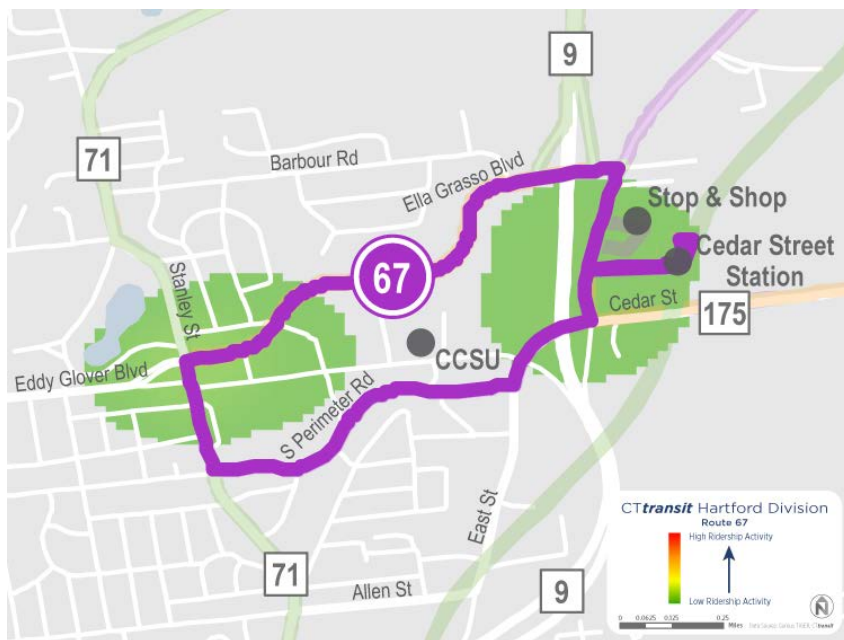 9
71
Barbour Rd
Ella Grasso Blvd
Stop & Shop
67
Cedar Street
Station
Stanley St
Cedar St
175
CCSU
Eddy Glover Blvd
S Perimeter Rd
East St
71
Allen St
9
CTtransit Hartford Division
Route 67
High Ridership Activity
Low Ridership Activity
N
0 0.0625 0.125 0.25
Miles
CTtransit